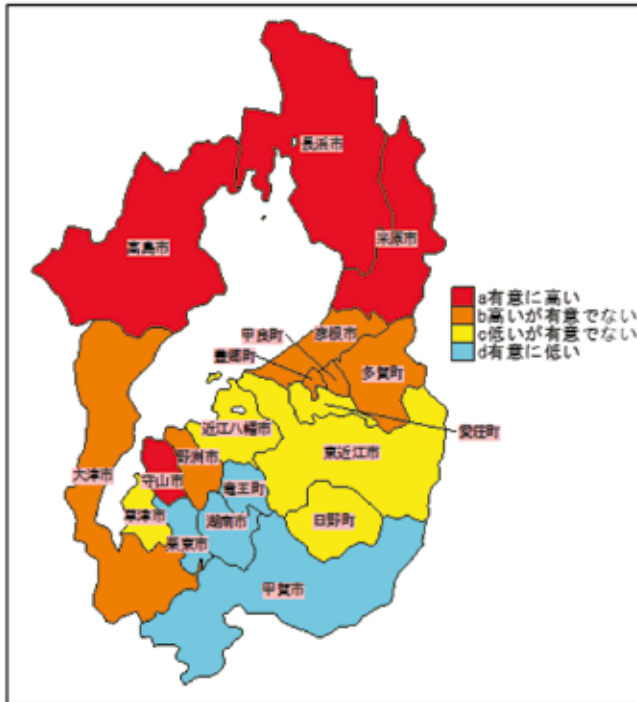 長浜市
米原市
高島市
a有意に高い
b高いが有意でない
c低いが有意でない
d有意に低い
彦根市
甲良町
豊郷町
多賀町
愛荘町
近江八幡市
東近江市
野洲市
大津市
守山市
竜王町
草津市
湖南市
日野町
栗東市
甲賀市